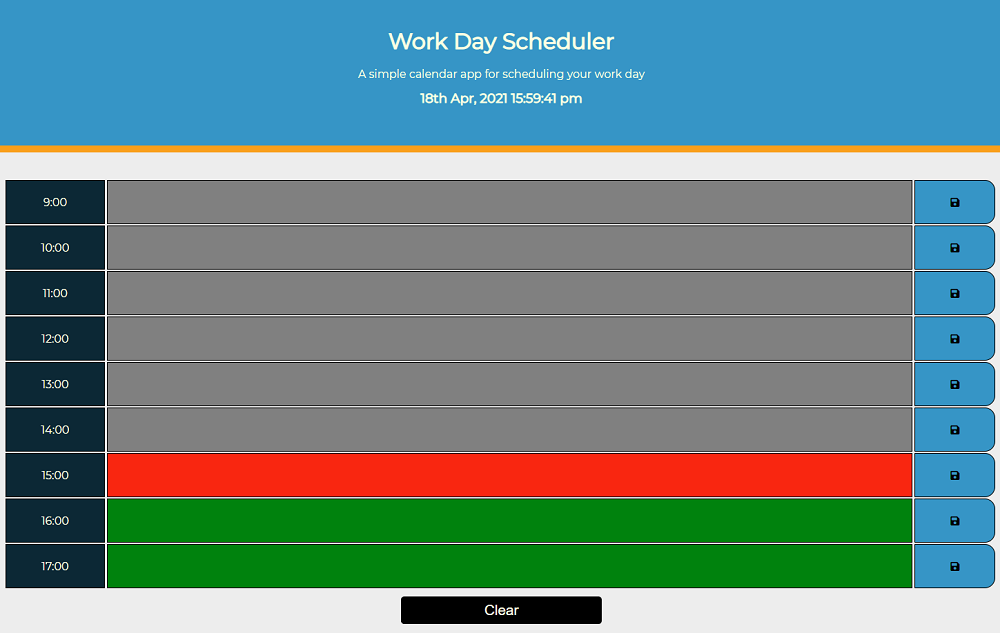 Work Day Scheduler
A simple calendar app for scheduling your work day
18th Apr, 2021 15:59:41 pm
9:00
10:00
11:00
12:00
13:00
14:00
15:00
16:00
17:00
Clear